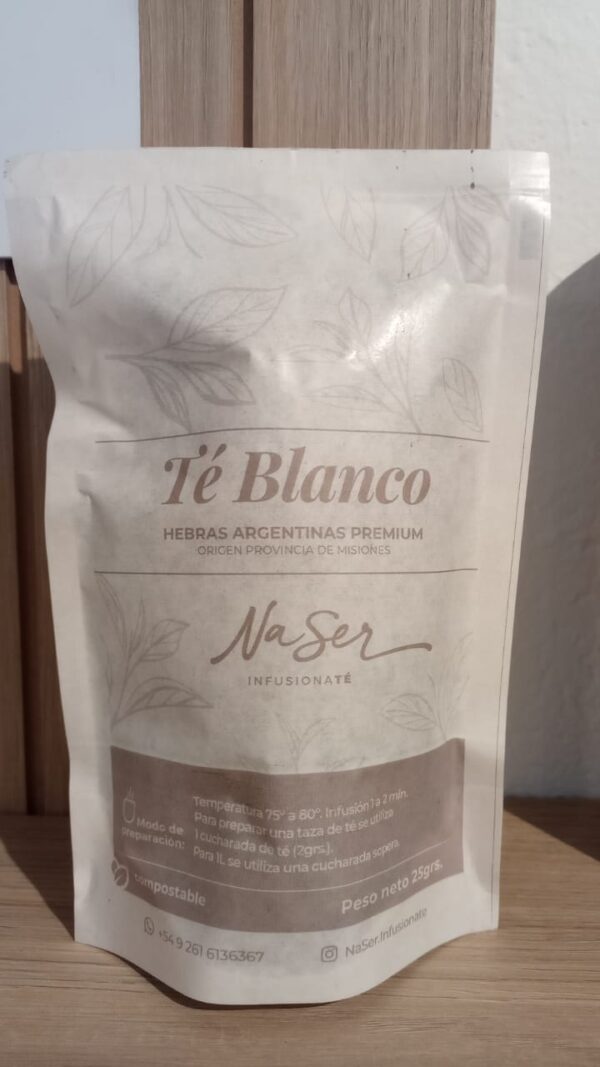 Té Blanco
HEBRAS ARGENTINAS PREMIUM
ORIGEN PROVINCIA DE MISIONES
NaSer
INFUSIONATÉ
Modo de
preparación:
Temperatura 75º a 80º. Infusión 1 a 2 min.
Para preparar una taza de té se utiliza
1 cucharada de té (2grs.).
Para 1L se utiliza una cucharada sopera.
compostable
Peso neto 25grs.
+54 9 261 6136367
NaSer.Infusionate